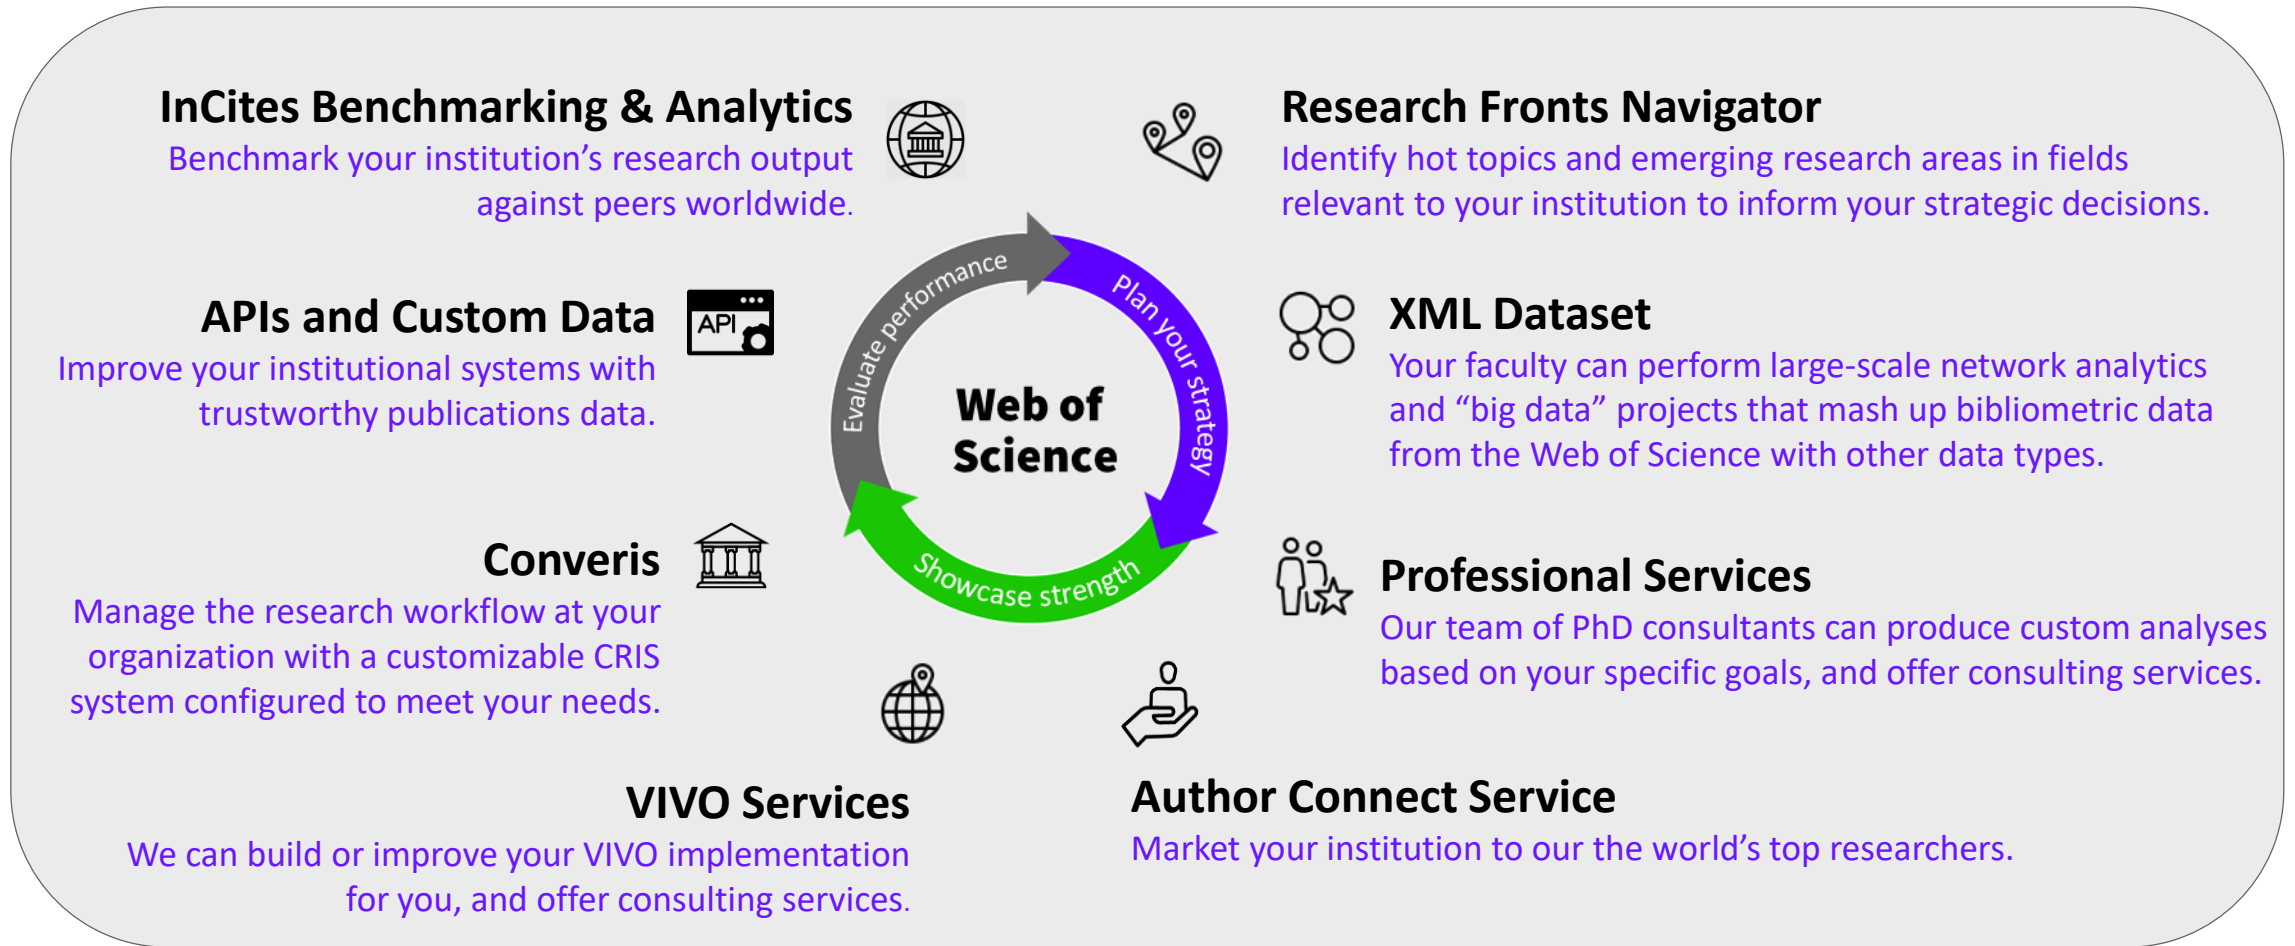 InCites Benchmarking & Analytics
Benchmark your institution’s research output
against peers worldwide.
Research Fronts Navigator
Identify hot topics and emerging research areas in fields
relevant to your institution to inform your strategic decisions.
APIs and Custom Data
Improve your institutional systems with
trustworthy publications data.
API
Evaluate performance
Plan your strategy
Showcase strength
Web of
Science
XML Dataset
Your faculty can perform large-scale network analytics
and “big data” projects that mash up bibliometric data
from the Web of Science with other data types.
Converis
Manage the research workflow at your
organization with a customizable CRIS
system configured to meet your needs.
Professional Services
Our team of PhD consultants can produce custom analyses
based on your specific goals, and offer consulting services.
VIVO Services
We can build or improve your VIVO implementation
for you, and offer consulting services.
Author Connect Service
Market your institution to our the world’s top researchers.